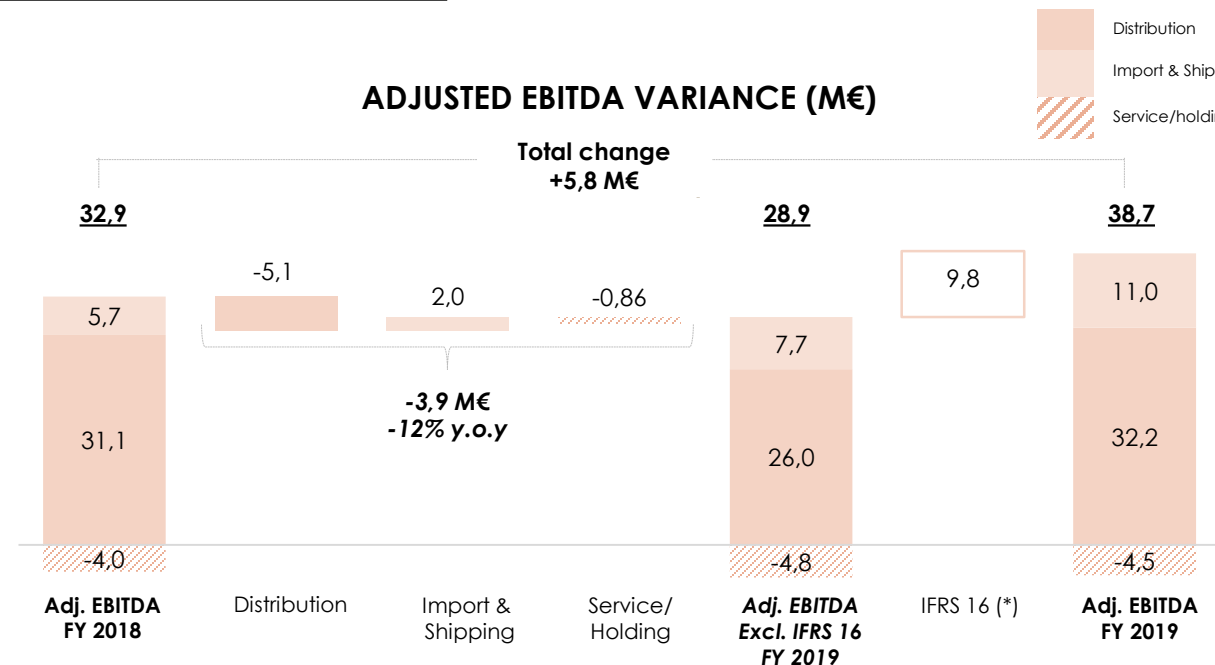 Distribution
Import & Ship
Service/holdi
ADJUSTED EBITDA VARIANCE (M€)
Total change
+5,8 M€
32,9
28,9
38,7
-5,1
2,0
-0,86
9,8
5,7
31,1
-4,0
-3,9 M€
-12% y.o.y
7,7
26,0
-4,8
11,0
32,2
-4,5
Adj. EBITDA
FY 2018
Distribution
Import &
Shipping
Service/
Holding
Adj. EBITDA
Excl. IFRS 16
FY 2019
IFRS 16 (*)
Adj. EBITDA
FY 2019